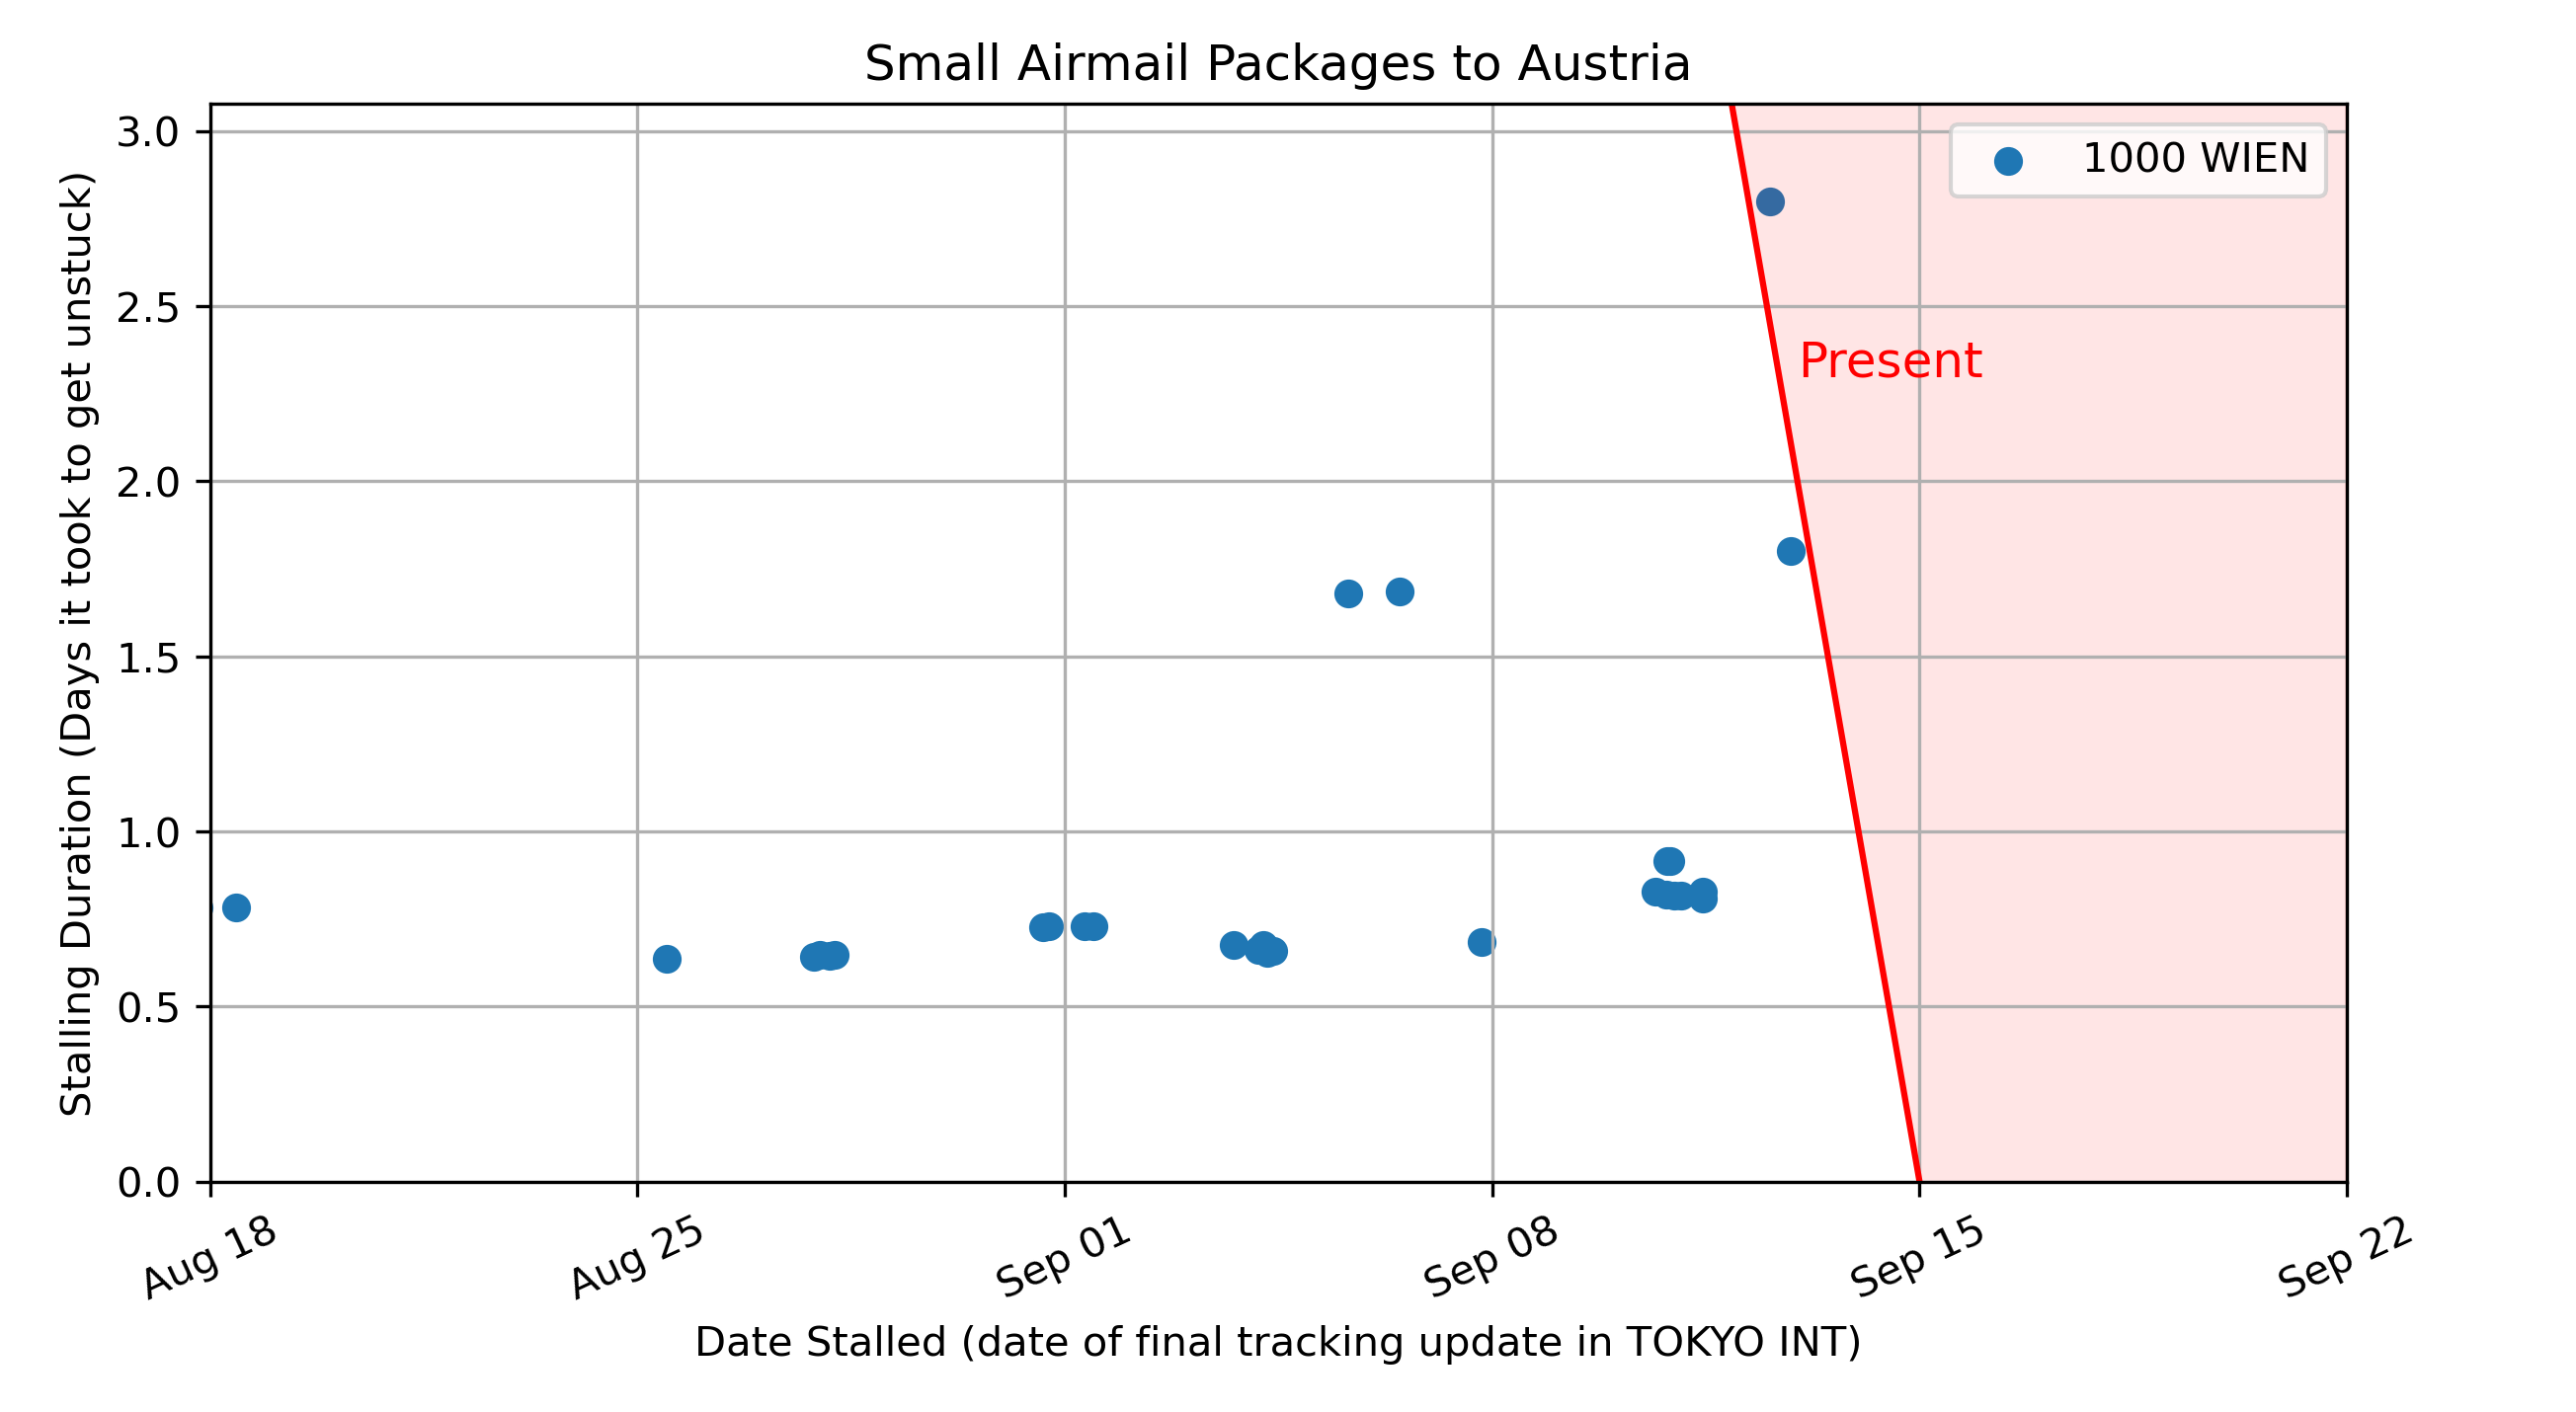 Small Airmail Packages to Austria
3.0
2.5
2.0
1.5
1.0
0.5
0.0
Stalling Duration (Days it took to get unstuck)
1000 WIEN
Present
Aug 18
Aug 25
Sep 01
Sep 08
Sep 15
Sep 22
Date Stalled (date of final tracking update in TOKYO INT)